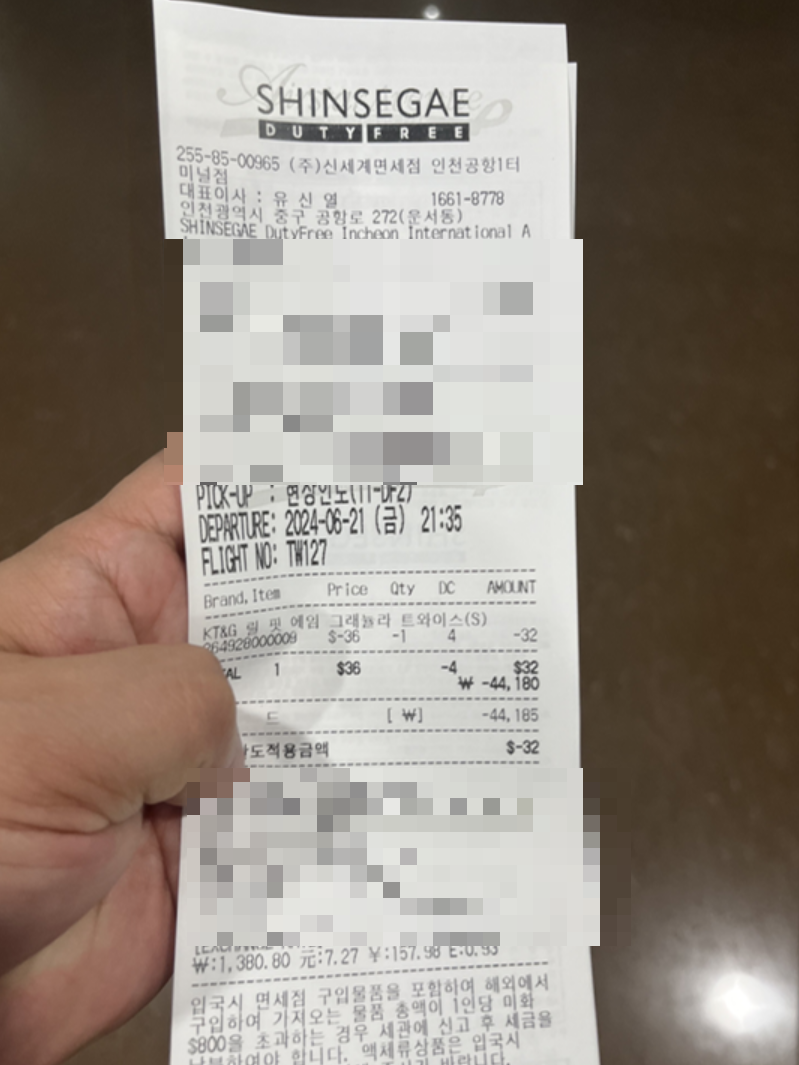 SHINSEGAE
DUTY FREE
255-85-00965 (주)신세계면세점 인천공항1터
미널점
대표이사 : 유 신 열 1661-8778
인천광역시 중구 공항로 272(운서동)
SHINSEGAE DutyFree Incheon International A
PICK-UP :
DEPARTURE: 2024-06-21 (금) 21:35
FLIGHT NO: TW127
Brand,Item Price Qty DC AMOUNT
KT&G 릴 핏 에임 그래뉼라 트와이스(S)
264928000009 $-36 -1 4 -32
1 $36 -4 $32
₩ -44,180
드 [ ₩] -44,185
도적용금액 $-32
₩:1,380.80 元:7.27 ¥:157.98 E:0.93
입국시 면세점 구입물품을 포함하여 해외에서
구입하여 가지오는 물품 총액이 1인당 미화
$800을 초과하는 경우 세관에 신고 후 세금을
납부하여야 합니다. 액체류상품은 입국시